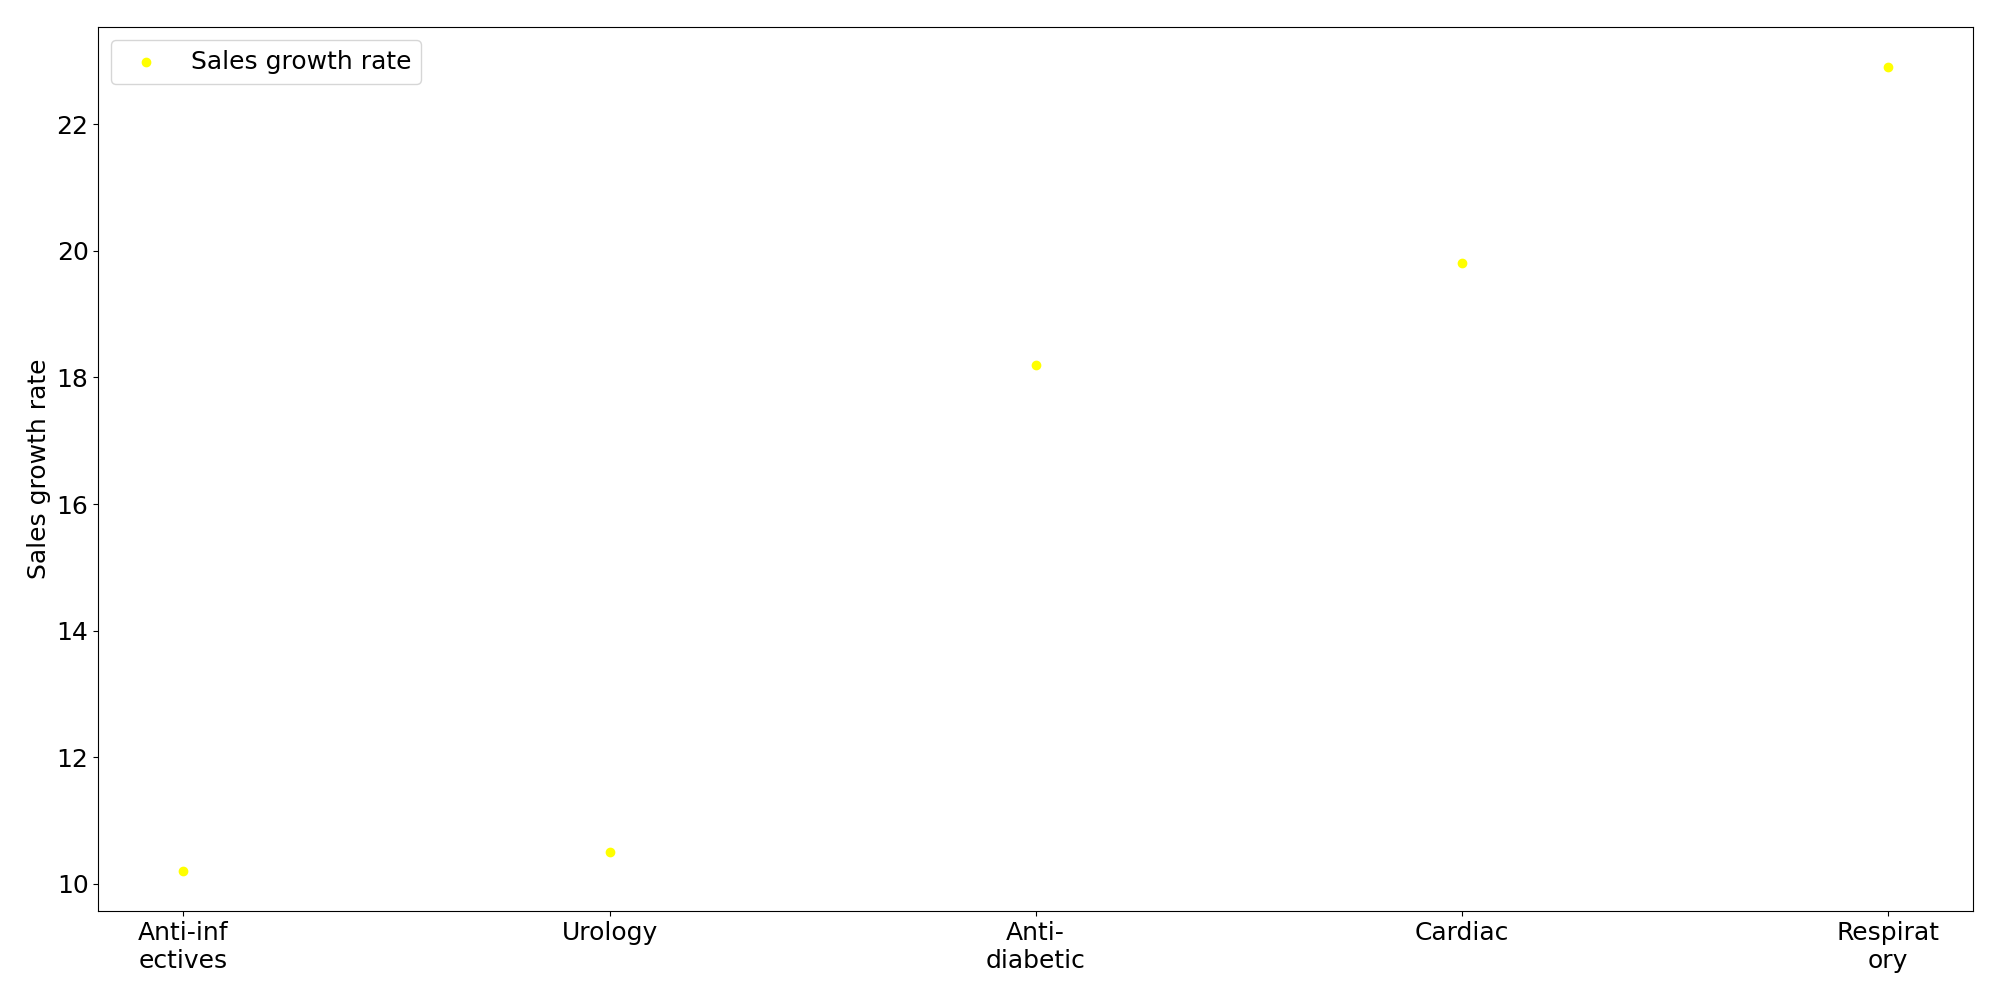 Sales growth rate
22
20
18
16
14
12
10
Sales growth rate
Anti-inf
ectives
Urology
Anti-
diabetic
Cardiac
Respirat
ory